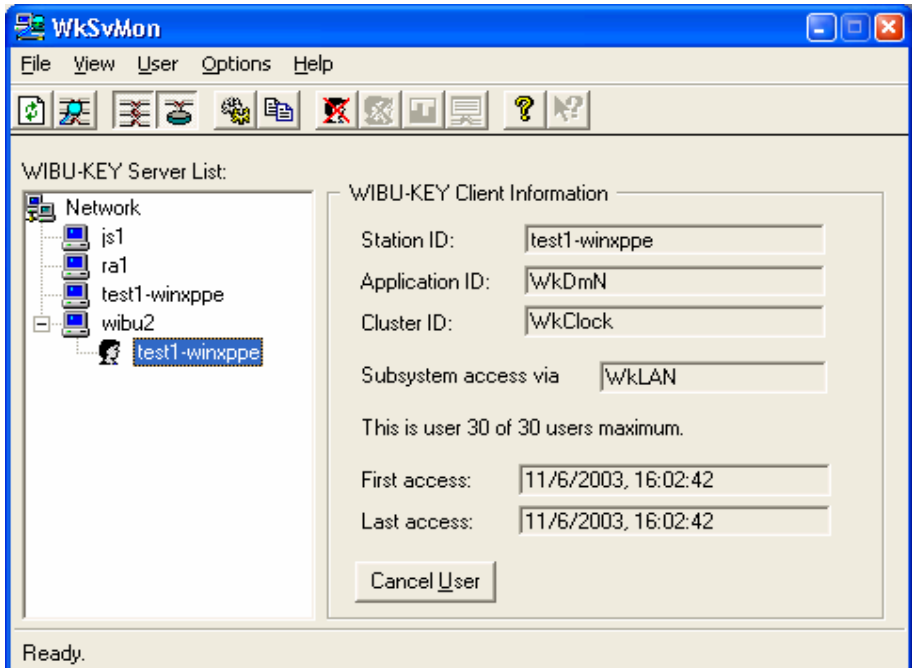 WkSvMon
File View User Options Help
WIBU-KEY Server List:
Network
js1
ra1
test1-winxppe
wibu2
test1-winxppe
WIBU-KEY Client Information
Station ID: test1-winxppe
Application ID: WkDmN
Cluster ID: WkClock
Subsystem access via WkLAN
This is user 30 of 30 users maximum.
First access: 11/6/2003, 16:02:42
Last access: 11/6/2003, 16:02:42
Cancel User
Ready.